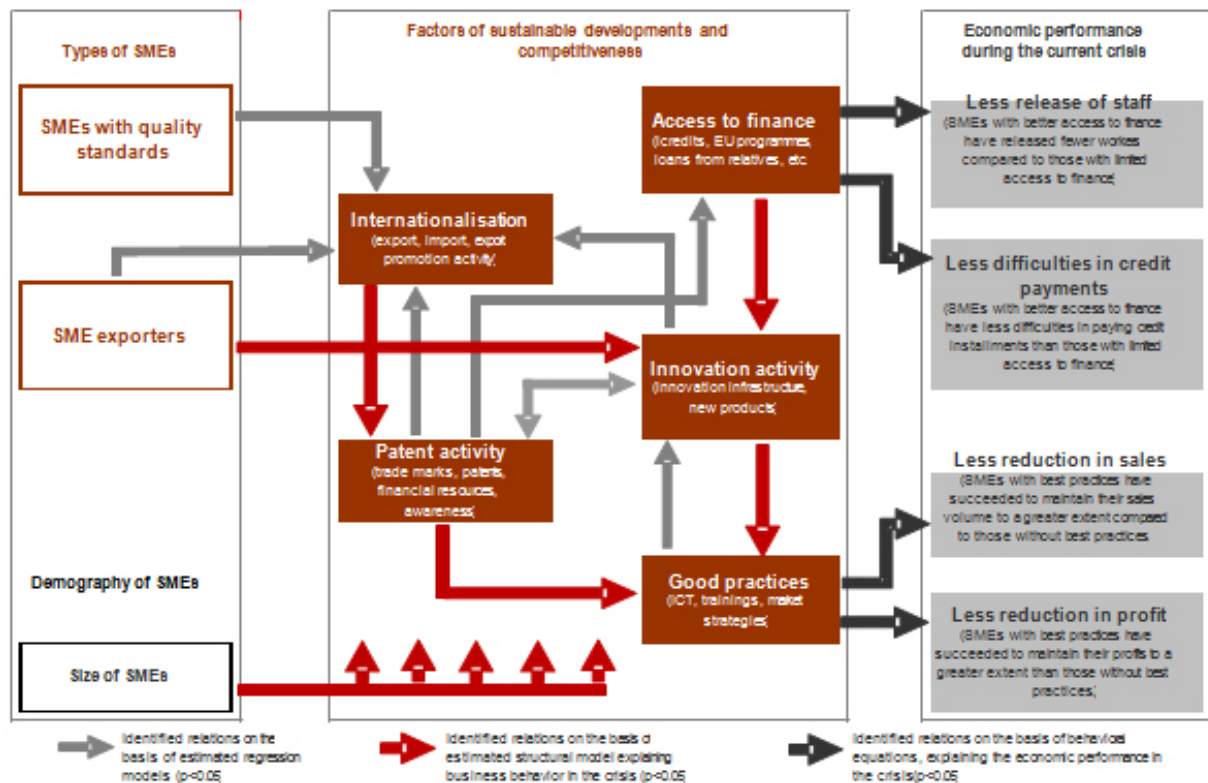 Types of SMEs
SMEs with quality
standards
SME exporters
Demography of SMEs
Size of SMEs
Factors of sustainable developments and
competitiveness
Access to finance
(credits, EU programmes,
loans from relatives, etc
Internationalisation
(export, import, expot
promotion activity)
Innovation activity
(innovation infrastructure,
new products)
Patent activity
(trade marks, patents,
financial resources,
awareness)
Good practices
(ICT, trainings, market
strategies)
Economic performance
during the current crisis
Less release of staff
(SMEs with better access to finance
have released fewer workes
compared to those with limited
access to finance)
Less difficulties in credit
payments
(SMEs with better access to finance
have less difficulties in paying credit
installments than those with limited
access to finance)
Less reduction in sales
(SMEs with best practices have
succeeded to maintain their sales
volume to a greater extent compared
to those without best practices
Less reduction in profit
(SMEs with best practices have
succeeded to maintain their profits to a
greater extent than those without best
practices)
Identified relations on the
basis of estimated regression
models (p<0.05)
Identified relations on the basis of
estimated structural model explaining
business behavior in the crisis (p<0.05)
Identified relations on the basis of behavioral
equations, explaining the economic performance in
the crisis(p<0.05)